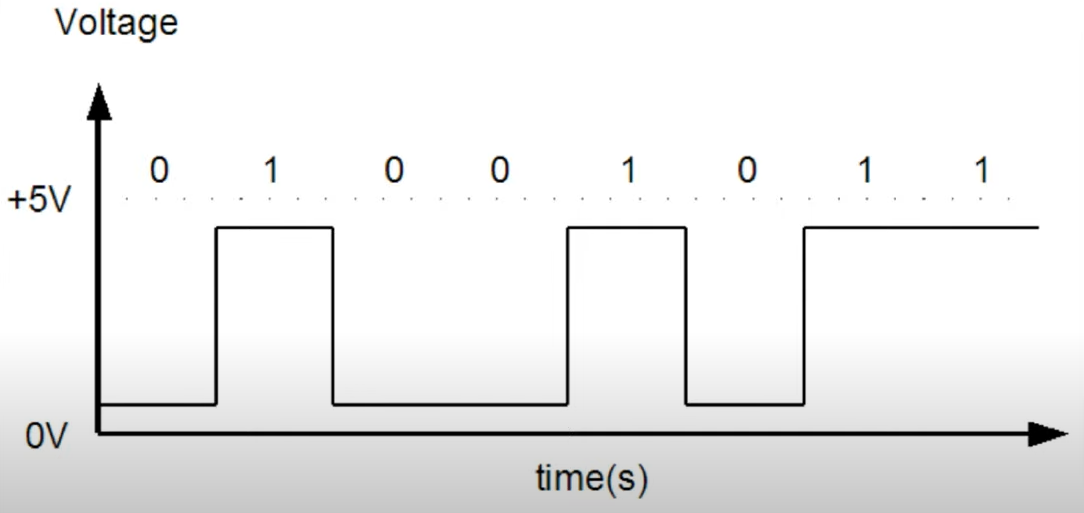 Voltage
0 1 0 0 1 0 1 1
+5V
0V
time(s)